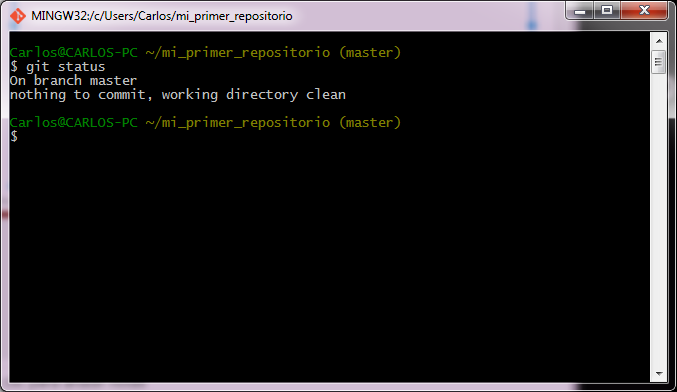 MINGW32:/c/Users/Carlos/mi_primer_repositorio
Carlos@CARLOS-PC ~/mi_primer_repositorio (master)
$ git status
On branch master
nothing to commit, working directory clean
Carlos@CARLOS-PC ~/mi_primer_repositorio (master)
$